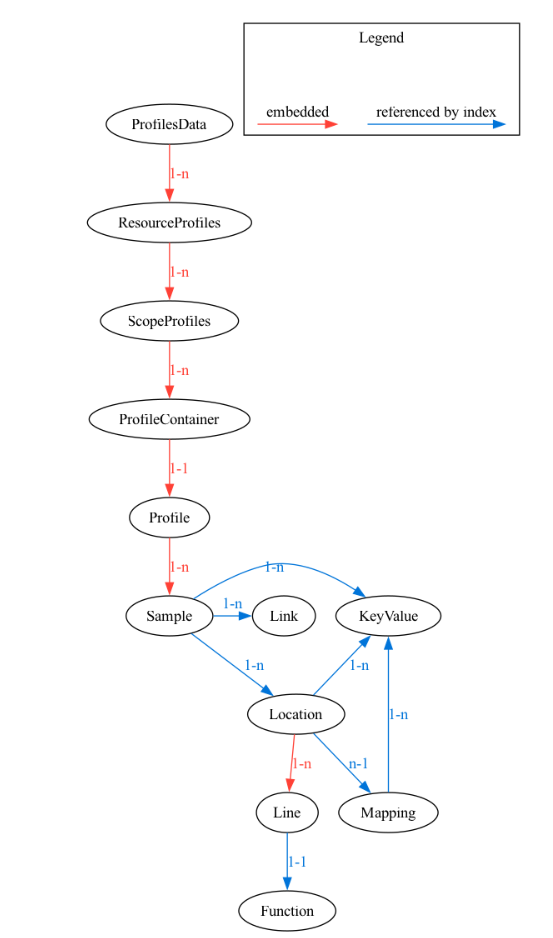 Legend
embedded
referenced by index
ProfilesData
1-n
ResourceProfiles
1-n
ScopeProfiles
1-n
ProfileContainer
1-1
Profile
1-n
1-n
Sample
1-n
Link
KeyValue
1-n
1-n
Location
1-n
1-n
n-1
Line
Mapping
1-1
Function